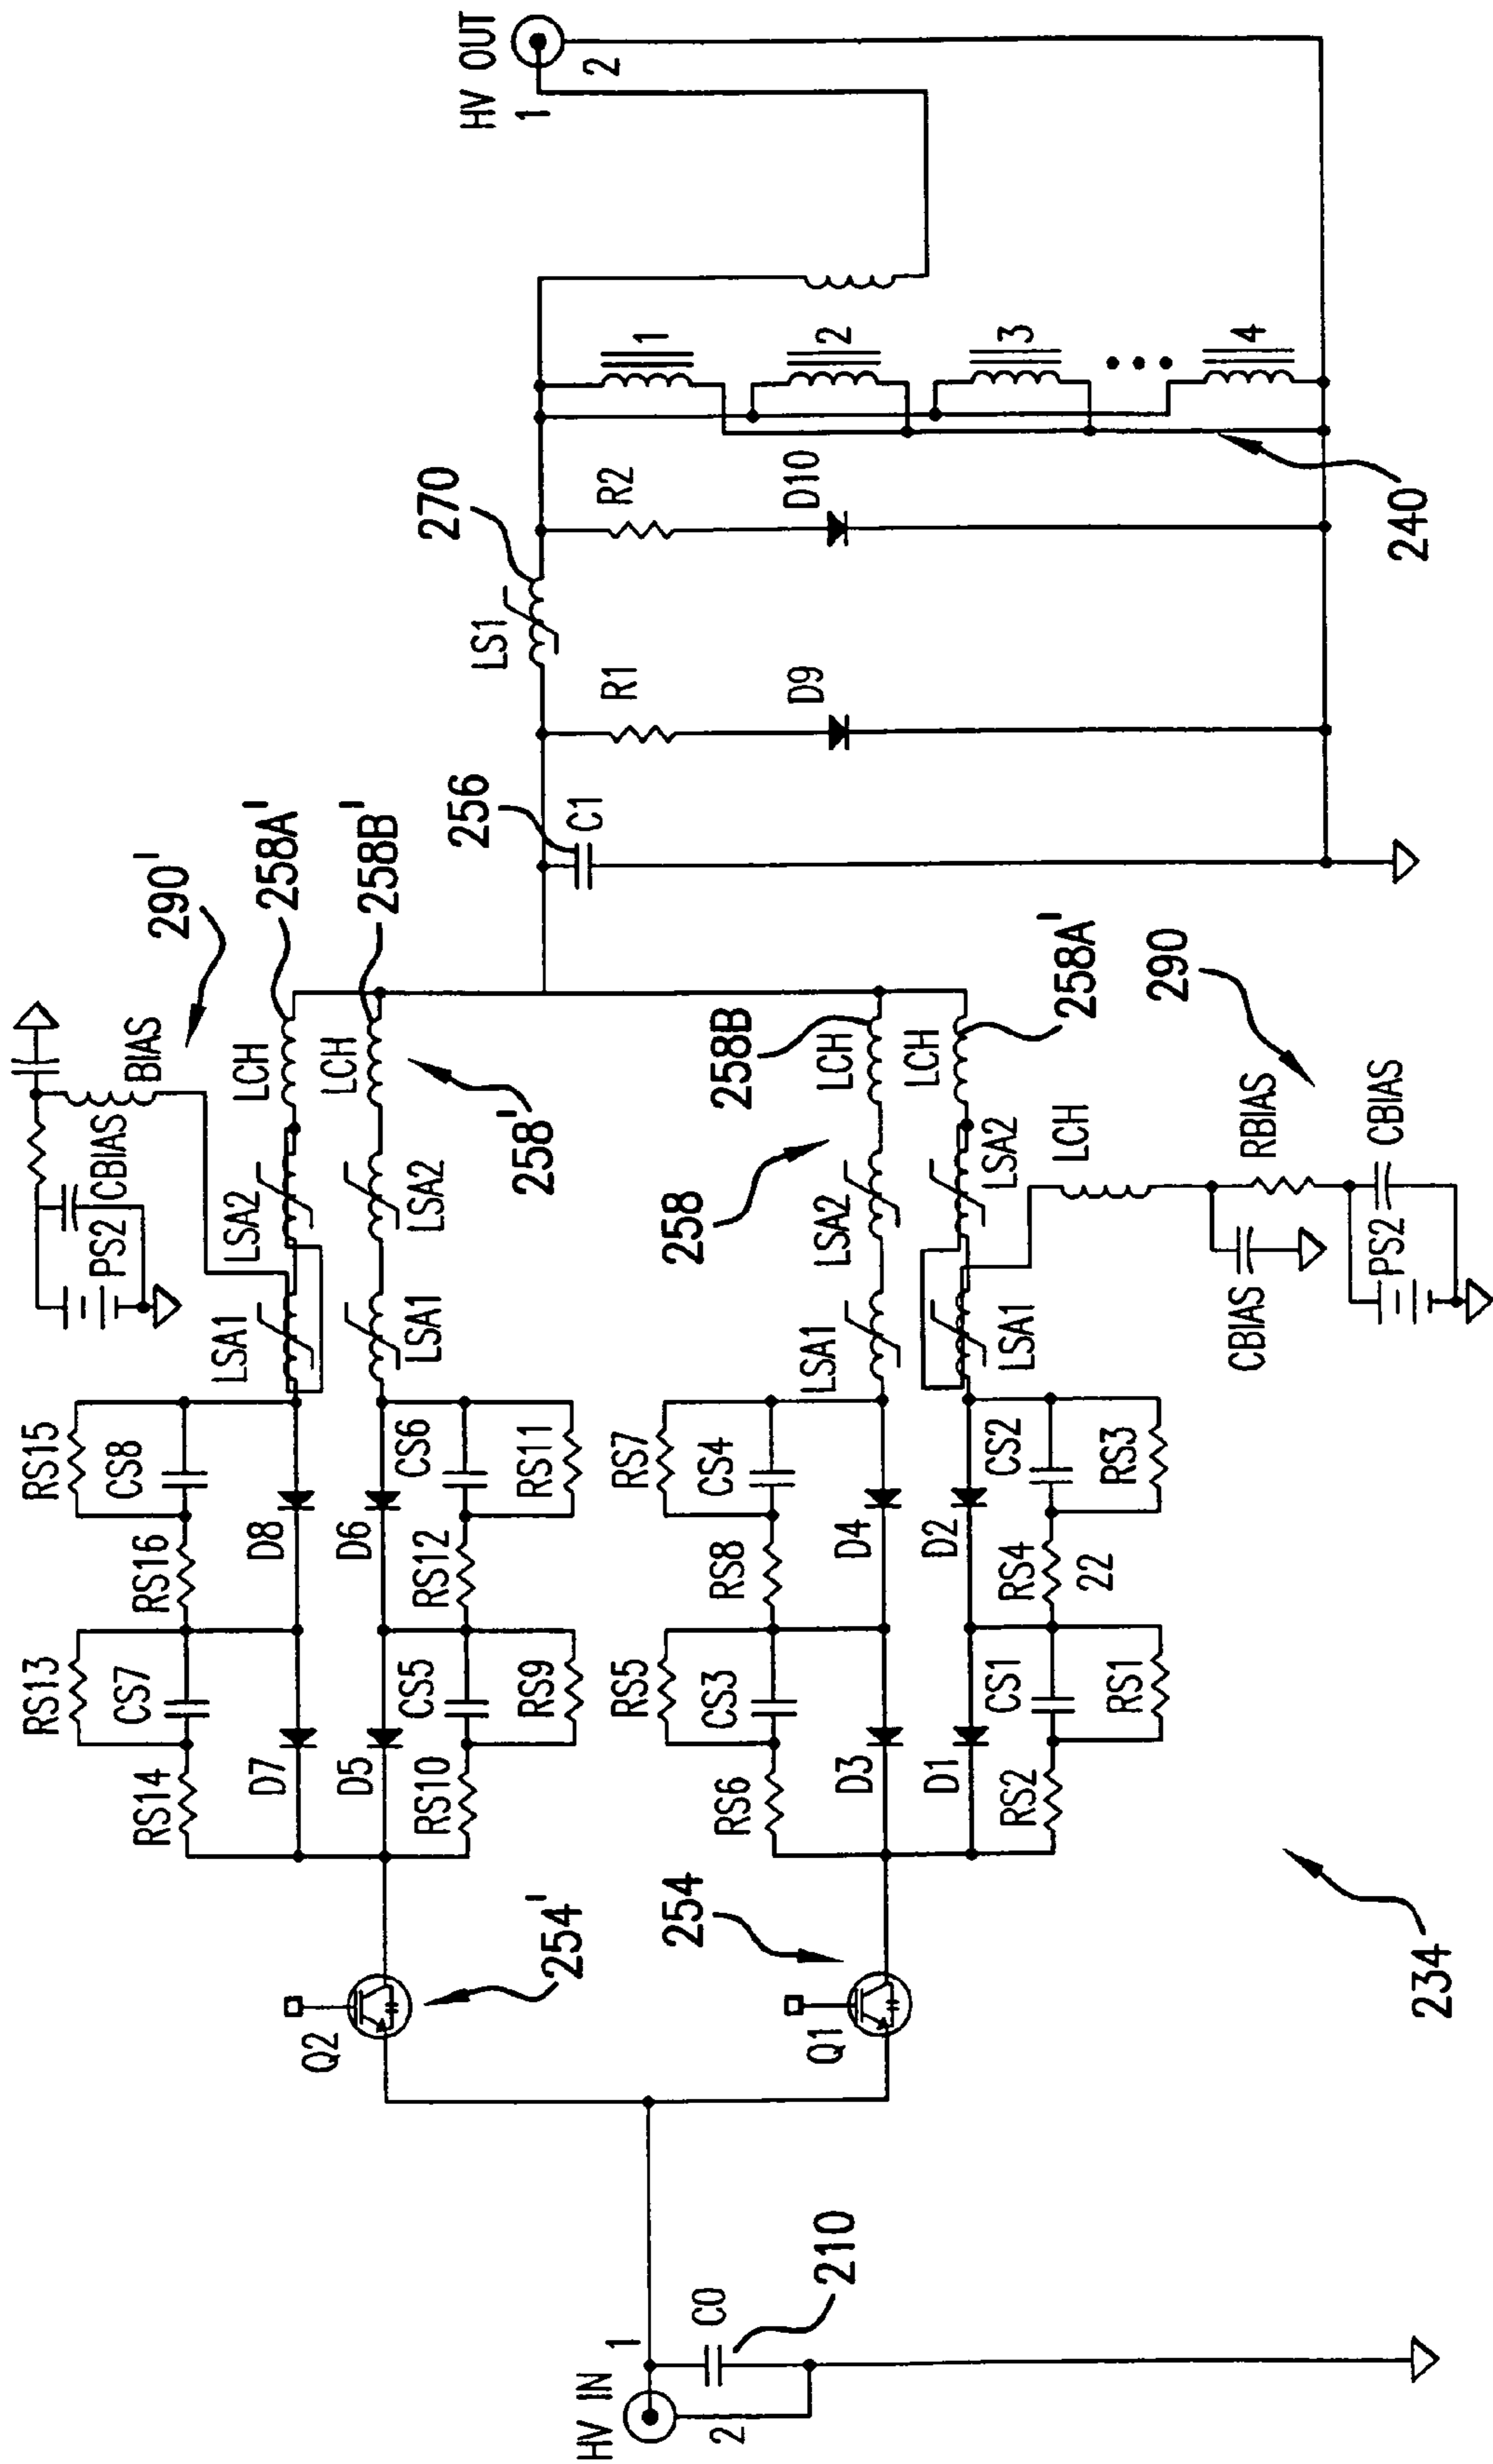 HV IN
1
2
C0
210
234
Q2
254'
Q1
254
RS14
RS13
CS7
RS16
RS15
CS8
D7
D8
D5
D6
RS10
CS5
RS9
RS12
CS6
RS11
RS6
RS5
CS3
RS8
RS7
CS4
D3
D4
D1
D2
RS2
CS1
RS1
RS4
22
CS2
RS3
PS2
CBIAS
BIAS
290'
LSA1
LSA2
LCH
258A'
LSA1
LSA2
LCH
258B'
258'
LSA1
LSA2
LCH
258B
258
LSA1
LSA2
LCH
258A'
LCH
290
CBIAS
RBIAS
PS2
CBIAS
256
C1
R1
D9
LS1
270
R2
D10
1
2
3
4
240
HV OUT
1
2